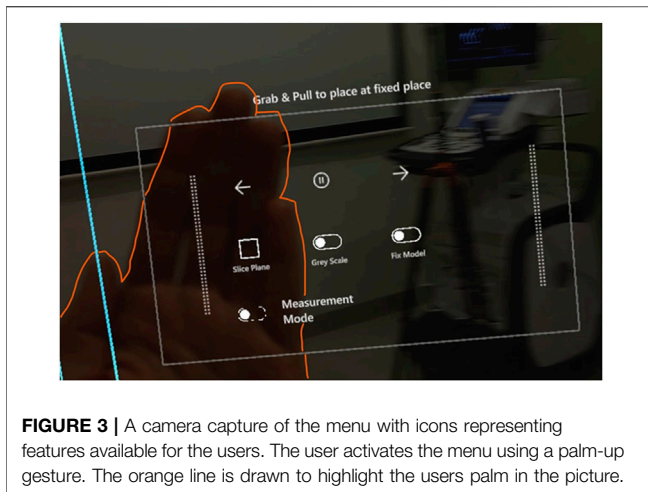 Grab & Pull to place at fixed place
Slice Plane
Grey Scale
Fix Model
Measurement
Mode
FIGURE 3 | A camera capture of the menu with icons representing
features available for the users. The user activates the menu using a palm-up
gesture. The orange line is drawn to highlight the users palm in the picture.